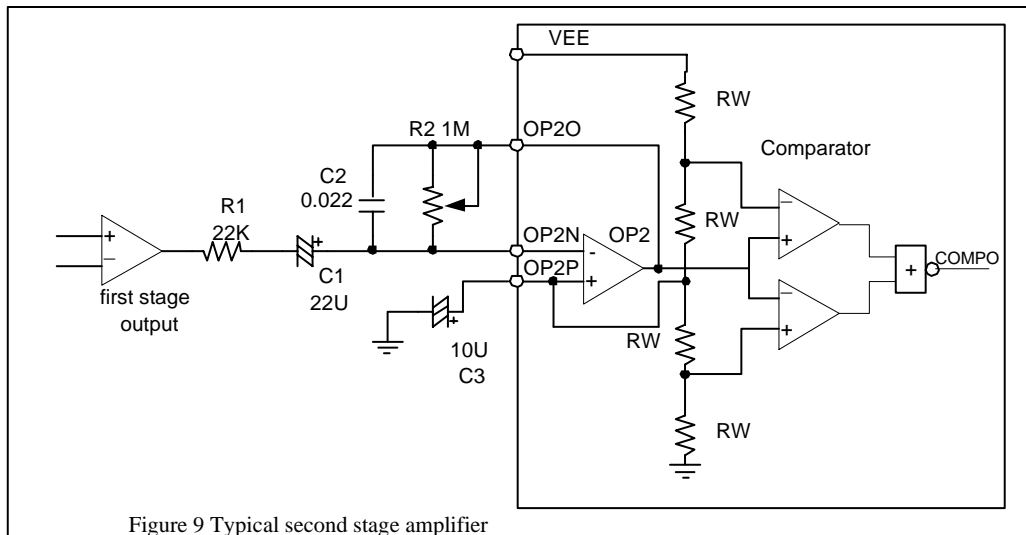 VEE
RW
R2 1M
OP2O
Comparator
C2
0.022
R1
22K
RW
OP2N
OP2
-
+
-
+
+
-
C1
22U
+
OP2P
+
+
COMPO
first stage
output
-
+
10U
C3
+
RW
RW
Figure 9 Typical second stage amplifier